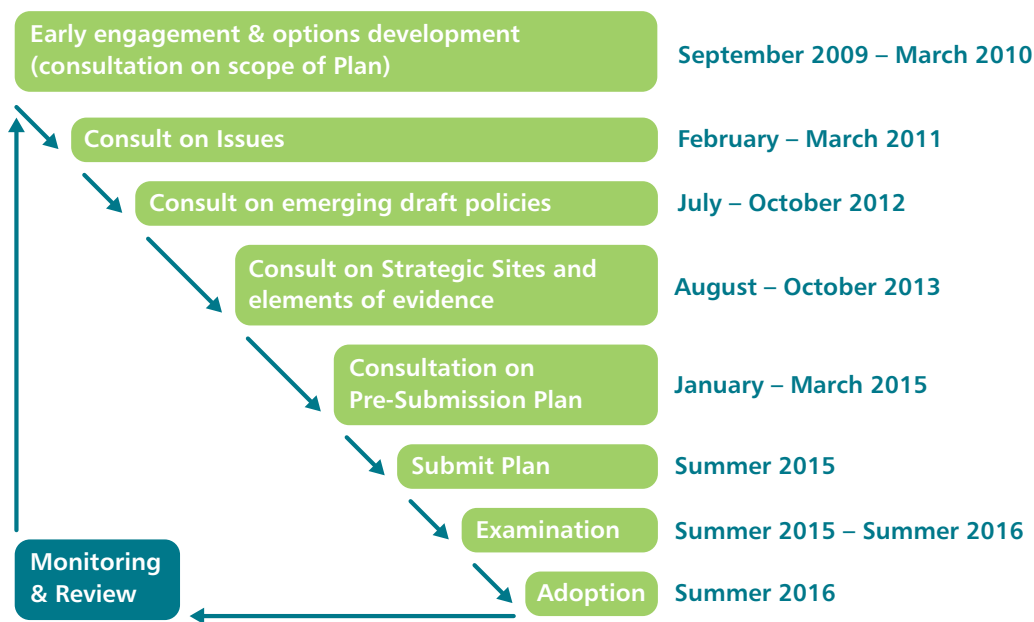 Early engagement & options development
(consultation on scope of Plan)
September 2009 – March 2010
Consult on Issues
February – March 2011
Consult on emerging draft policies
July – October 2012
Consult on Strategic Sites and
elements of evidence
August – October 2013
Consultation on
Pre-Submission Plan
January – March 2015
Submit Plan
Summer 2015
Examination
Summer 2015 – Summer 2016
Monitoring
& Review
Adoption
Summer 2016